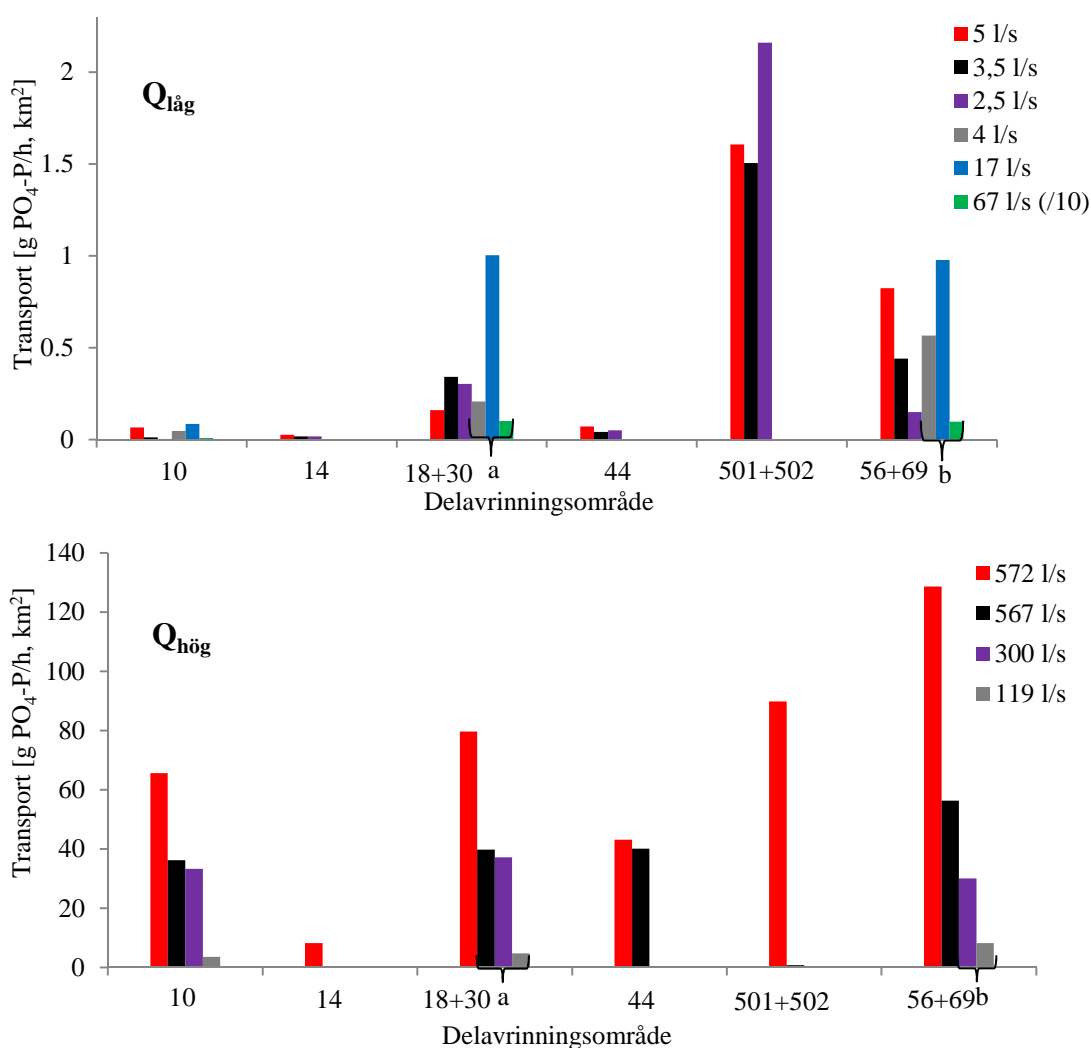 Transport [g PO4-P/h, km²]
2
1.5
1
0.5
0
Qlåg
5 l/s
3,5 l/s
2,5 l/s
4 l/s
17 l/s
67 l/s (/10)
10 14 18+30 a 44 501+502 56+69 b
Delavrinningsområde
Transport [g PO4-P/h, km²]
140
120
100
80
60
40
20
0
Qhög
572 l/s
567 l/s
300 l/s
119 l/s
10 14 18+30 a 44 501+502 56+69 b
Delavrinningsområde